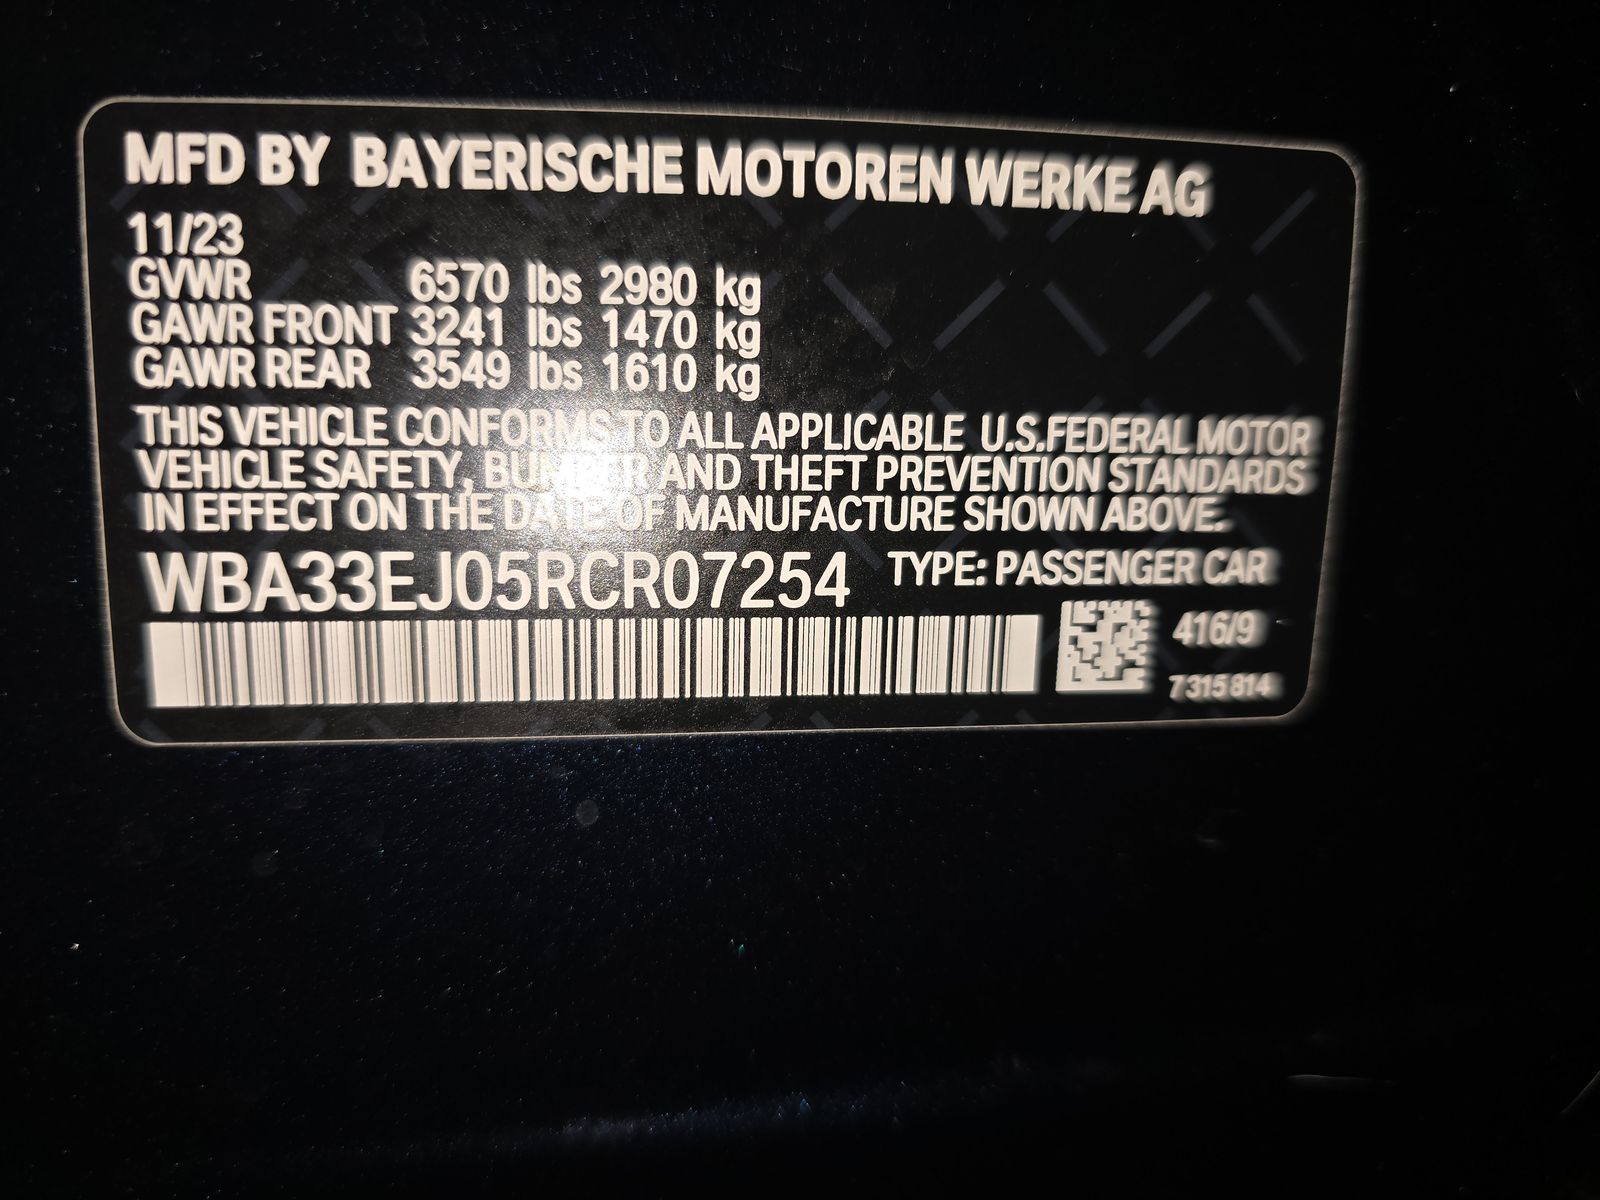 MFD BY BAYERISCHE MOTOREN WERKE AG
11/23
GVWR 6570 lbs 2980 kg
GAWR FRONT 3241 lbs 1470 kg
GAWR REAR 3549 lbs 1610 kg
THIS VEHICLE CONFORMS TO ALL APPLICABLE U.S.FEDERAL MOTOR
VEHICLE SAFETY, BUMPER AND THEFT PREVENTION STANDARDS
IN EFFECT ON THE DATE OF MANUFACTURE SHOWN ABOVE.
WBA33EJ05RCR07254 TYPE: PASSENGER CAR
416/9
7315814